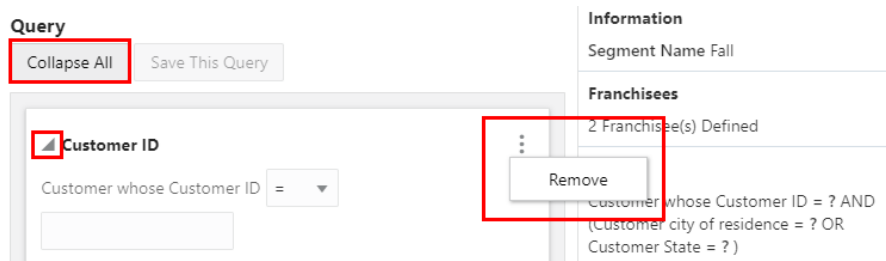 Query
Collapse All
Save This Query
Customer ID
Customer whose Customer ID =
Remove
Information
Segment Name Fall
Franchisees
2 Franchisee(s) Defined
Customer whose Customer ID = ? AND
(Customer city of residence = ? OR
Customer State = ? )